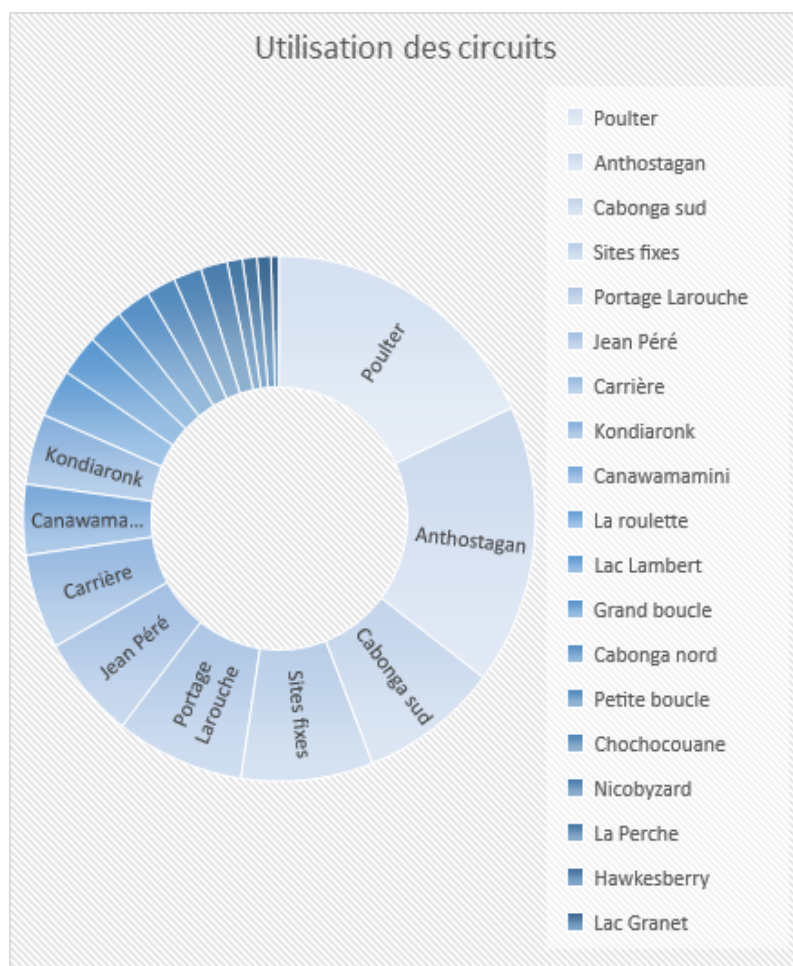 Utilisation des circuits
Poulter
Anthostagan
Cabonga sud
Sites fixes
Portage
Larouche
Jean Péré
Carrière
Canawama...
Kondiaronk
Poulter
Anthostagan
Cabonga sud
Sites fixes
Portage Larouche
Jean Péré
Carrière
Kondiaronk
Canawamamini
La roulette
Lac Lambert
Grand boucle
Cabonga nord
Petite boucle
Chochocouane
Nicobyzard
La Perche
Hawkesberry
Lac Granet